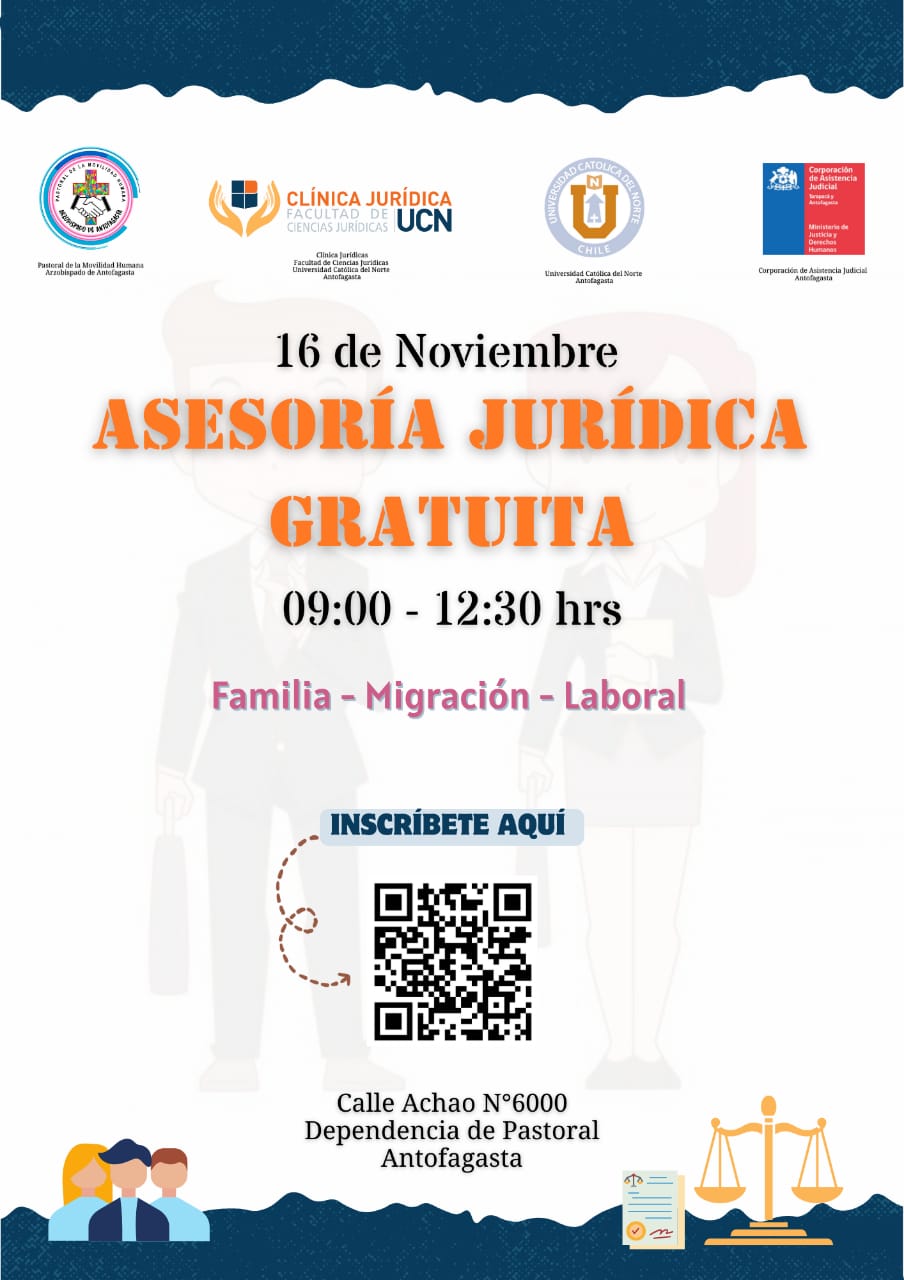 PASTORAL DE LA MOVILIDAD HUMANA
ARZOBISPADO DE ANTOFAGASTA
Pastoral de la Movilidad Humana
Arzobispado de Antofagasta
CLÍNICA JURÍDICA
FACULTAD DE
CIENCIAS JURÍDICAS
UCN
Clínica Jurídicas
Facultad de Ciencias Jurídicas
Universidad Católica del Norte
Antofagasta
UNIVERSIDAD CATOLICA DEL NORTE
N
CHILE
Universidad Católica del Norte
Antofagasta
Corporación
de Asistencia
Judicial
Tarapacá y
Antofagasta
Ministerio de
Justicia y
Derechos
Humanos
Corporación de Asistencia Judicial
Antofagasta
16 de Noviembre
ASESORÍA JURÍDICA
GRATUITA
09:00 - 12:30 hrs
Familia - Migración - Laboral
INSCRÍBETE AQUÍ
Calle Achao N°6000
Dependencia de Pastoral
Antofagasta